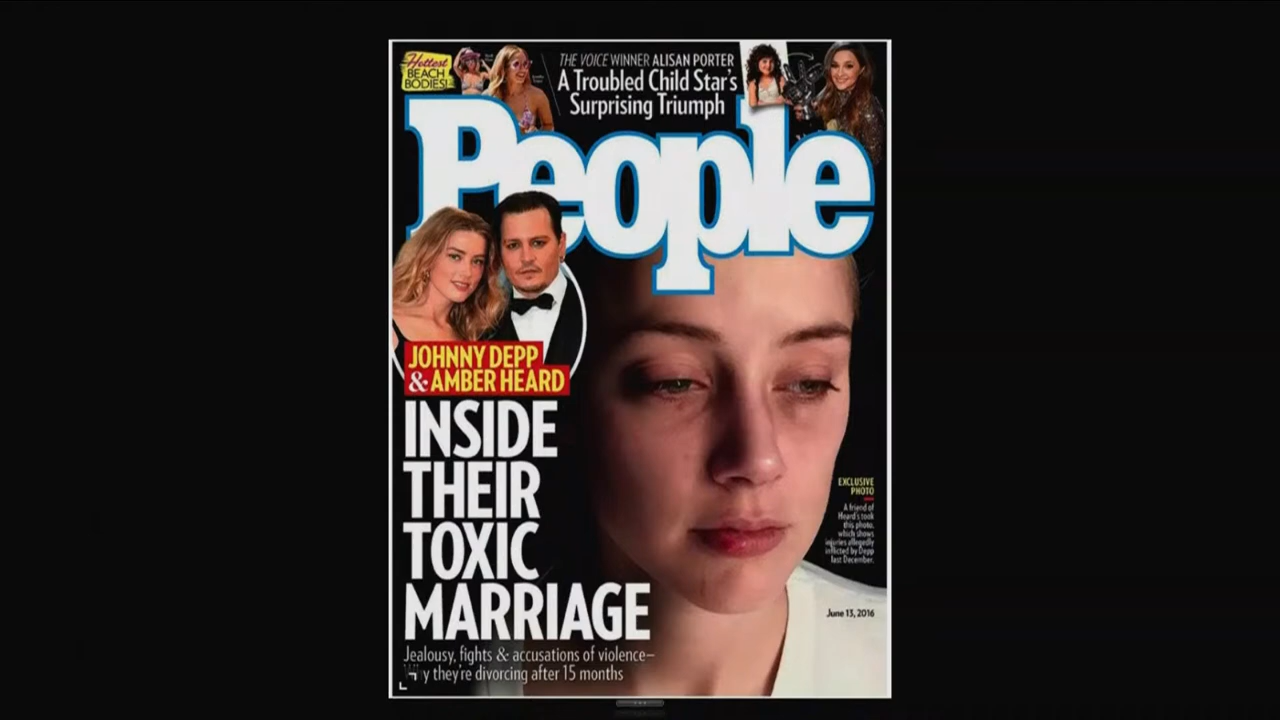 Hottest
BEACH
BODIES!
THE VOICE WINNER ALISAN PORTER
A Troubled Child Star's
Surprising Triumph
People
JOHNNY DEPP
& AMBER HEARD
INSIDE
THEIR
TOXIC
MARRIAGE
Jealousy, fights & accusations of violence–
y they're divorcing after 15 months
EXCLUSIVE
PHOTO
A friend of
Heard's took
this photo,
which shows
injuries allegedly
inflicted by Depp
last December.
June 13, 2016